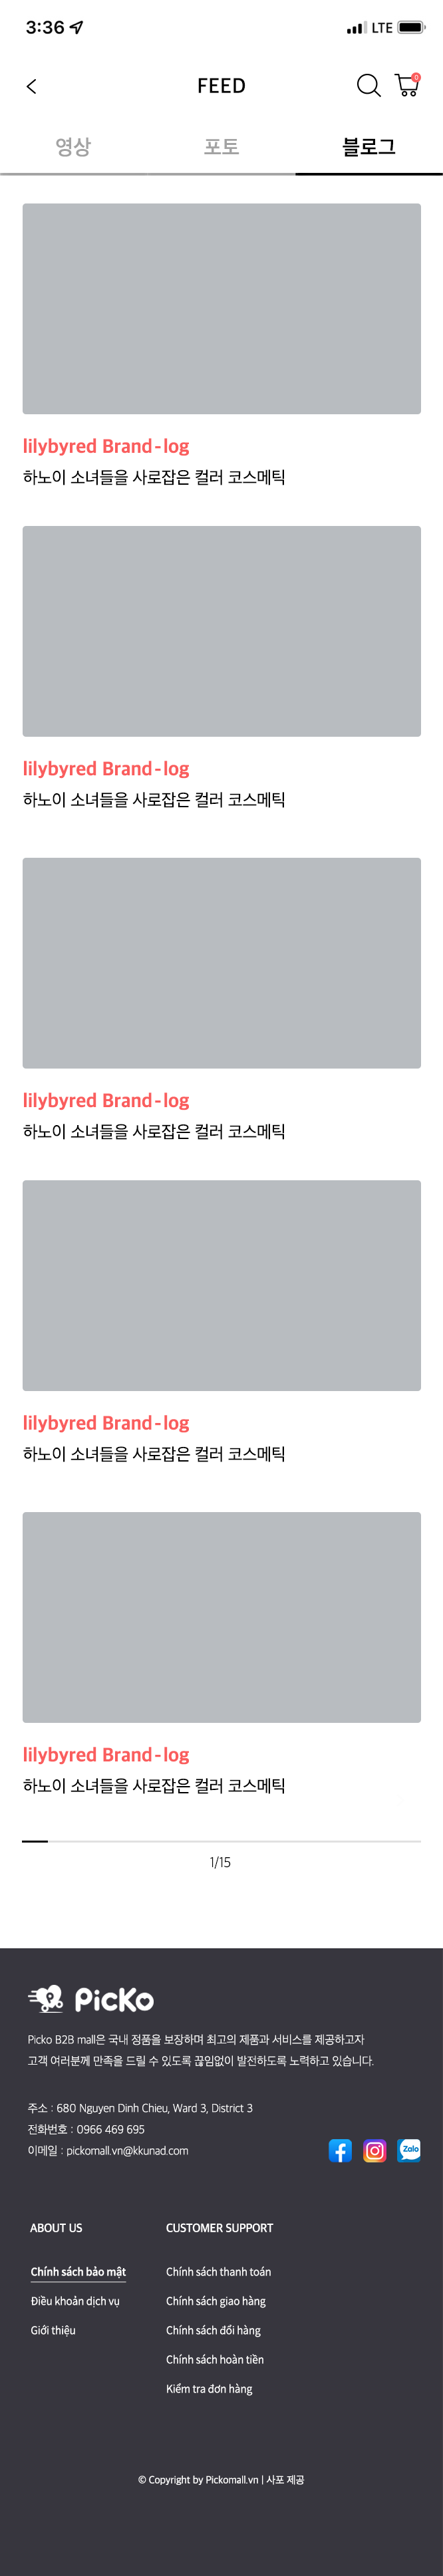 3:36
LTE
FEED
0
영상
포토
블로그
lilybyred Brand-log
하노이 소녀들을 사로잡은 컬러 코스메틱
lilybyred Brand-log
하노이 소녀들을 사로잡은 컬러 코스메틱
lilybyred Brand-log
하노이 소녀들을 사로잡은 컬러 코스메틱
lilybyred Brand-log
하노이 소녀들을 사로잡은 컬러 코스메틱
lilybyred Brand-log
하노이 소녀들을 사로잡은 컬러 코스메틱
1/15
PicKo
Picko B2B mall은 국내 정품을 보장하며 최고의 제품과 서비스를 제공하고자
고객 여러분께 만족을 드릴 수 있도록 끊임없이 발전하도록 노력하고 있습니다.
주소 : 680 Nguyen Dinh Chieu, Ward 3, District 3
전화번호 : 0966 469 695
이메일 : pickomall.vn@kkunad.com
Zalo
ABOUT US
Chính sách bảo mật
Điều khoản dịch vụ
Giới thiệu
CUSTOMER SUPPORT
Chính sách thanh toán
Chính sách giao hàng
Chính sách đổi hàng
Chính sách hoàn tiền
Kiểm tra đơn hàng
© Copyright by Pickomall.vn | 사포 제공